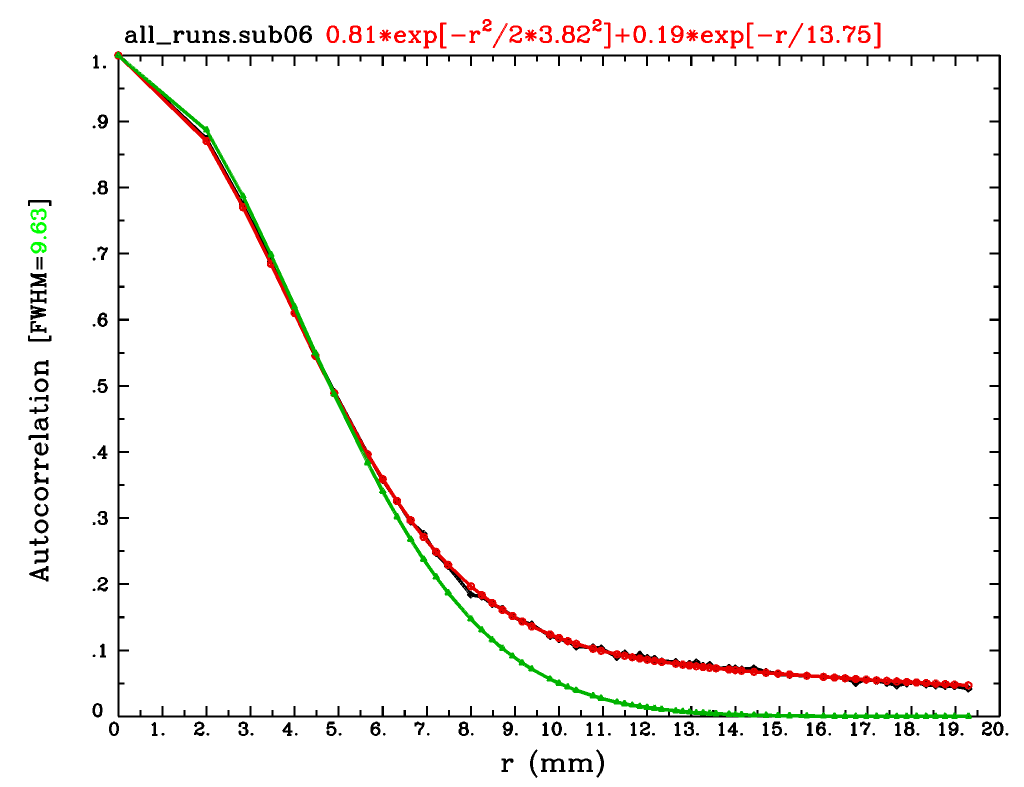 all_runs.sub06 0.81*exp[-r²/2*3.82²]+0.19*exp[-r/13.75]
1.
.9
.8
.7
.6
.5
.4
.3
.2
.1
0
Autocorrelation [FWHM=9.63]
0 1. 2. 3. 4. 5. 6. 7. 8. 9. 10. 11. 12. 13. 14. 15. 16. 17. 18. 19. 20.
r (mm)